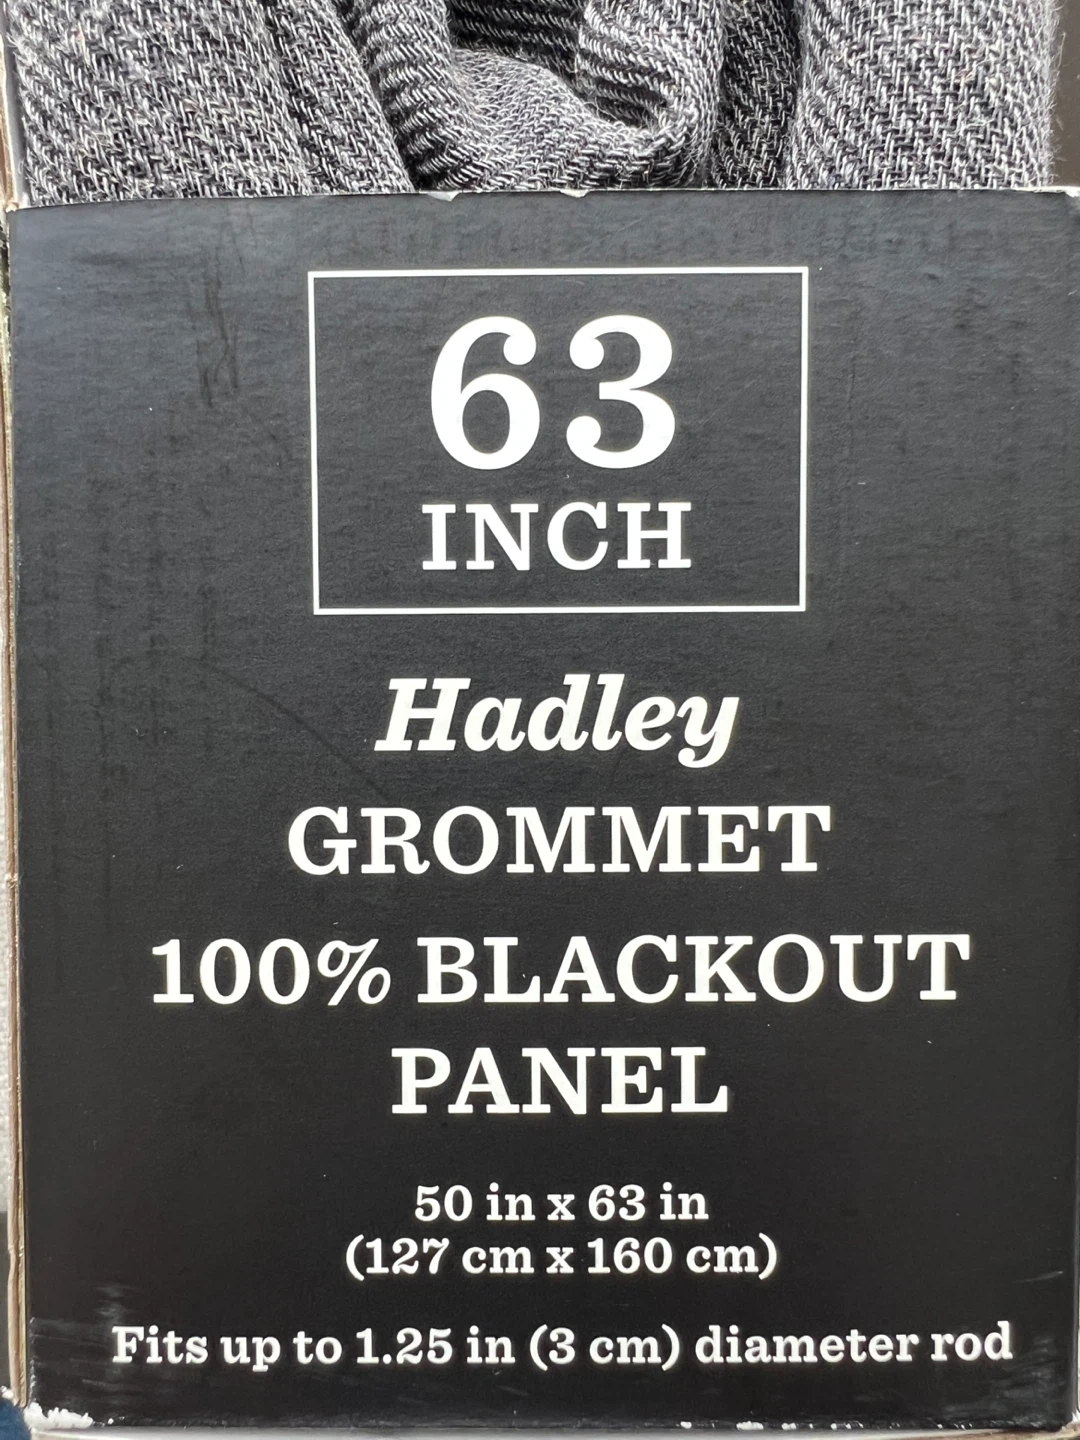 63
INCH
Hadley
GROMMET
100% BLACKOUT
PANEL
50 in x 63 in
(127 cm x 160 cm)
Fits up to 1.25 in (3 cm) diameter rod